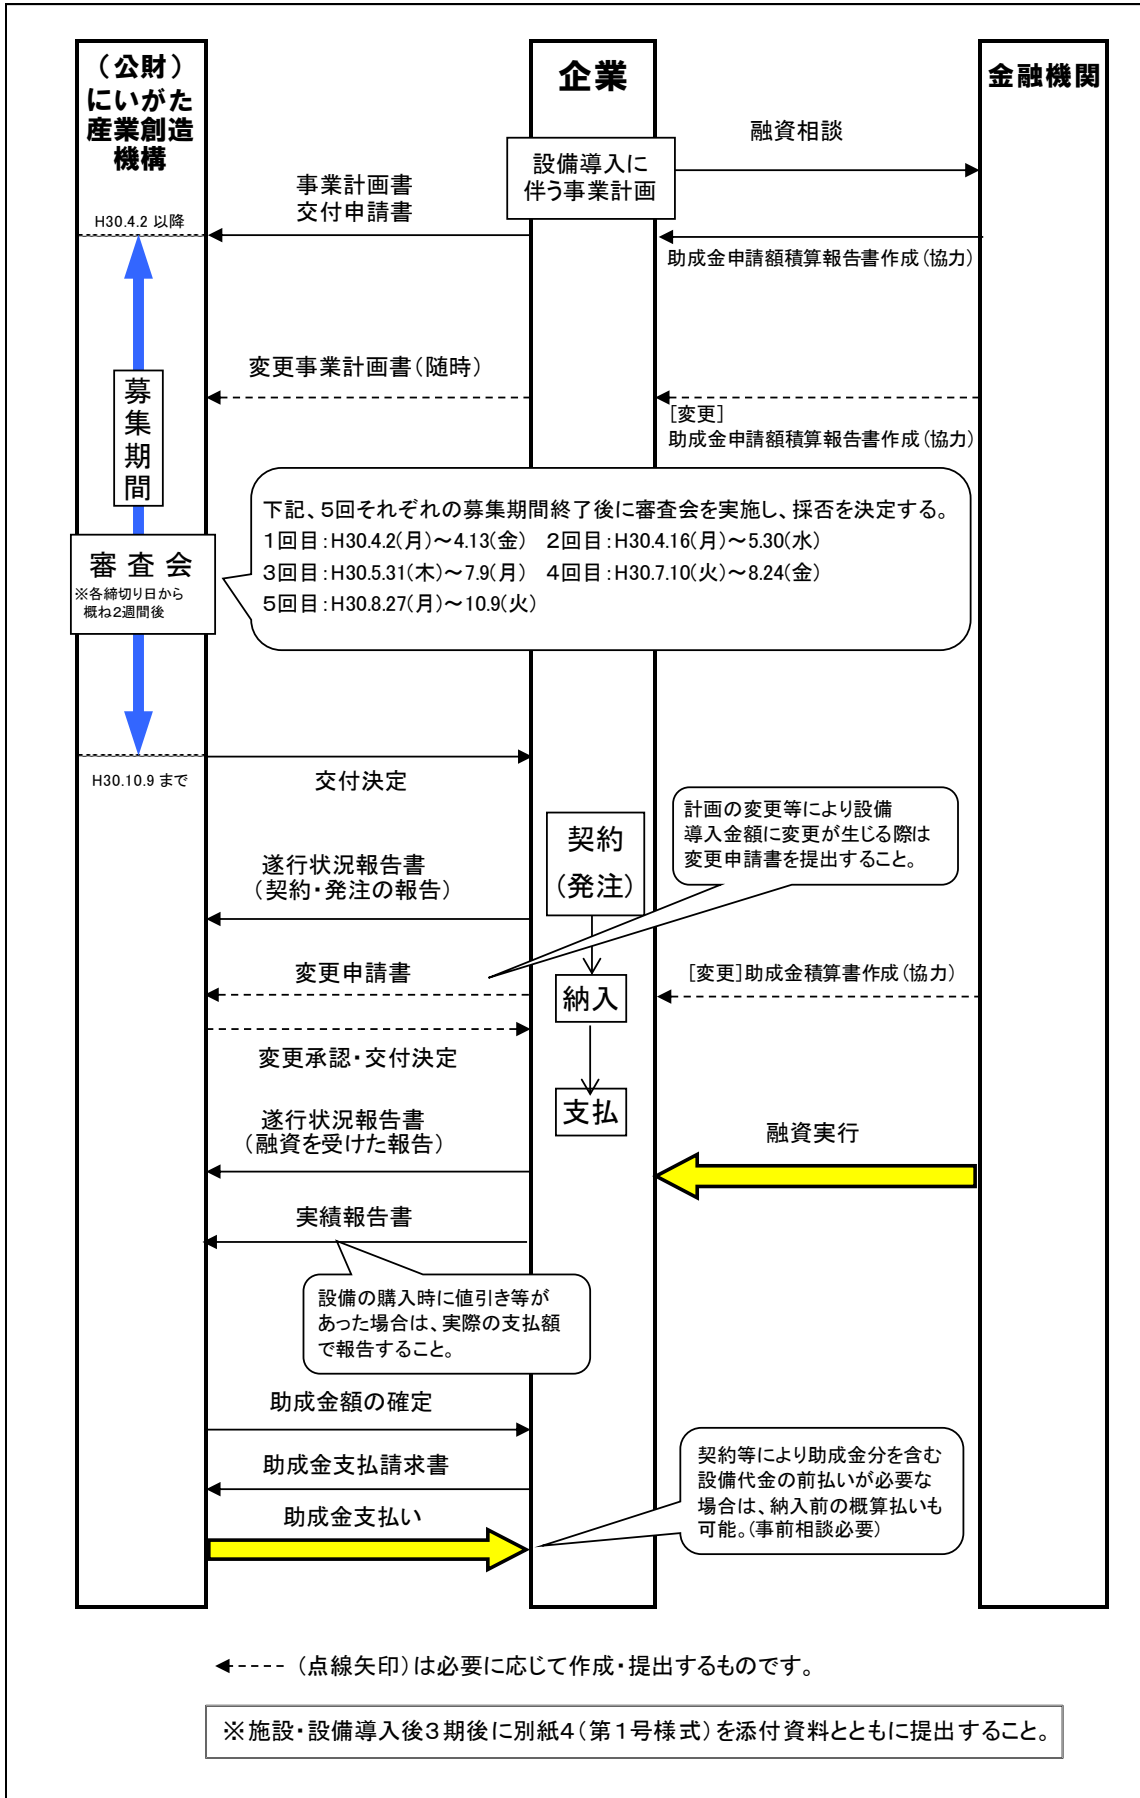 （公財）
にいがた
産業創造
機構
企業
金融機関
融資相談
設備導入に
伴う事業計画
事業計画書
交付申請書
H30.4.2 以降
助成金申請額積算報告書作成（協力）
変更事業計画書（随時）
［変更］
助成金申請額積算報告書作成（協力）
募集期間
下記、５回それぞれの募集期間終了後に審査会を実施し、採否を決定する。
１回目：H30.4.2(月)～4.13(金)　２回目：H30.4.16(月)～5.30(水)
３回目：H30.5.31(木)～7.9(月)　４回目：H30.7.10(火)～8.24(金)
５回目：H30.8.27(月)～10.9(火)
審査会
※各締切り日から
概ね２週間後
H30.10.9 まで
交付決定
計画の変更等により設備
導入金額に変更が生じる際は
変更申請書を提出すること。
契約
（発注）
遂行状況報告書
（契約・発注の報告）
変更申請書
［変更］助成金積算書作成（協力）
納入
変更承認・交付決定
支払
遂行状況報告書
（融資を受けた報告）
融資実行
実績報告書
設備の購入時に値引き等が
あった場合は、実際の支払額
で報告すること。
助成金額の確定
助成金支払請求書
助成金支払い
契約等により助成金分を含む
設備代金の前払いが必要な
場合は、納入前の概算払いも
可能。（事前相談必要）
（点線矢印）は必要に応じて作成・提出するものです。
※施設・設備導入後３期後に別紙４（第１号様式）を添付資料とともに提出すること。